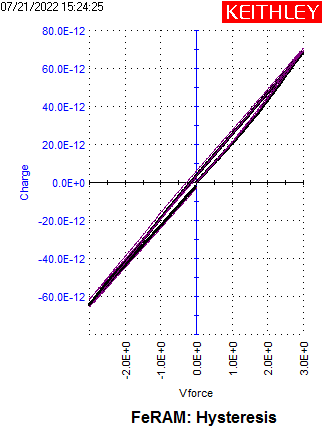 07/21/2022 15:24:25
KEITHLEY
80.0E-12
60.0E-12
40.0E-12
20.0E-12
0.0E+0
-20.0E-12
-40.0E-12
-60.0E-12
Charge
-2.0E+0
-1.0E+0
0.0E+0
1.0E+0
2.0E+0
3.0E+0
Vforce
FeRAM: Hysteresis